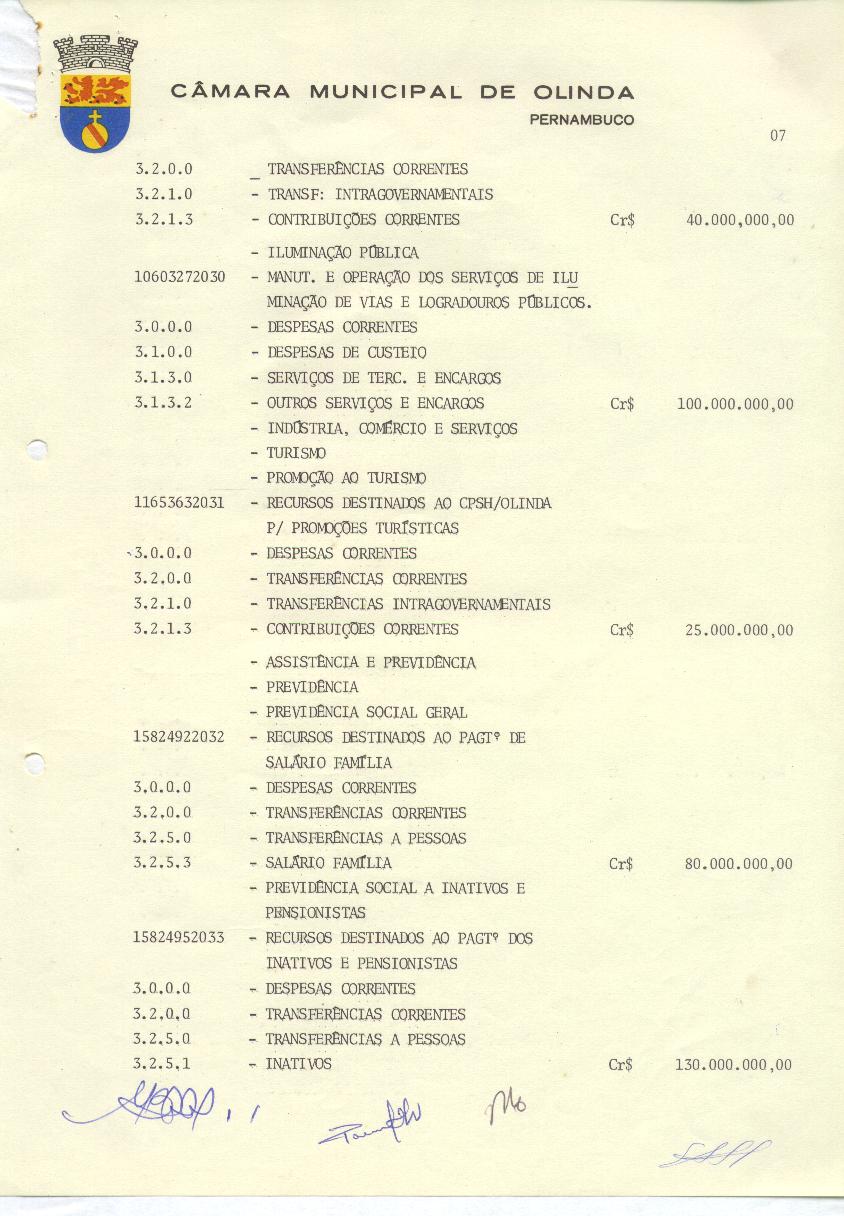 CÂMARA MUNICIPAL DE OLINDA
PERNAMBUCO
07
3.2.0.0 _ TRANSFERÊNCIAS CORRENTES
3.2.1.0 - TRANSF: INTRAGOVERNAMENTAIS
3.2.1.3 - CONTRIBUIÇÕES CORRENTES Cr$ 40.000,000,00
- ILUMINAÇÃO PÚBLICA
10603272030 - MANUT. E OPERAÇÃO DOS SERVIÇOS DE ILU
MINAÇÃO DE VIAS E LOGRADOUROS PÚBLICOS.
3.0.0.0 - DESPESAS CORRENTES
3.1.0.0 - DESPESAS DE CUSTEIO
3.1.3.0 - SERVIÇOS DE TERC. E ENCARGOS
3.1.3.2 - OUTROS SERVIÇOS E ENCARGOS Cr$ 100.000.000,00
- INDÚSTRIA, COMÉRCIO E SERVIÇOS
- TURISMO
- PROMOÇÃO AO TURISMO
11653632031 - RECURSOS DESTINADOS AO CPSH/OLINDA
P/ PROMOÇÕES TURÍSTICAS
3.0.0.0 - DESPESAS CORRENTES
3.2.0.0 - TRANSFERÊNCIAS CORRENTES
3.2.1.0 - TRANSFERÊNCIAS INTRAGOVERNAMENTAIS
3.2.1.3 - CONTRIBUIÇÕES CORRENTES Cr$ 25.000.000,00
- ASSISTÊNCIA E PREVIDÊNCIA
- PREVIDÊNCIA
- PREVIDÊNCIA SOCIAL GERAL
15824922032 - RECURSOS DESTINADOS AO PAGTº DE
SALÁRIO FAMÍLIA
3.0.0.0 - DESPESAS CORRENTES
3.2.0.0 - TRANSFERÊNCIAS CORRENTES
3.2.5.0 - TRANSFERÊNCIAS A PESSOAS
3.2.5.3 - SALÁRIO FAMÍLIA Cr$ 80.000.000,00
- PREVIDÊNCIA SOCIAL A INATIVOS E
PENSIONISTAS
15824952033 - RECURSOS DESTINADOS AO PAGTº DOS
INATIVOS E PENSIONISTAS
3.0.0.0 - DESPESAS CORRENTES
3.2.0.0 - TRANSFERÊNCIAS CORRENTES
3.2.5.0 - TRANSFERÊNCIAS A PESSOAS
3.2.5.1 - INATIVOS Cr$ 130.000.000,00